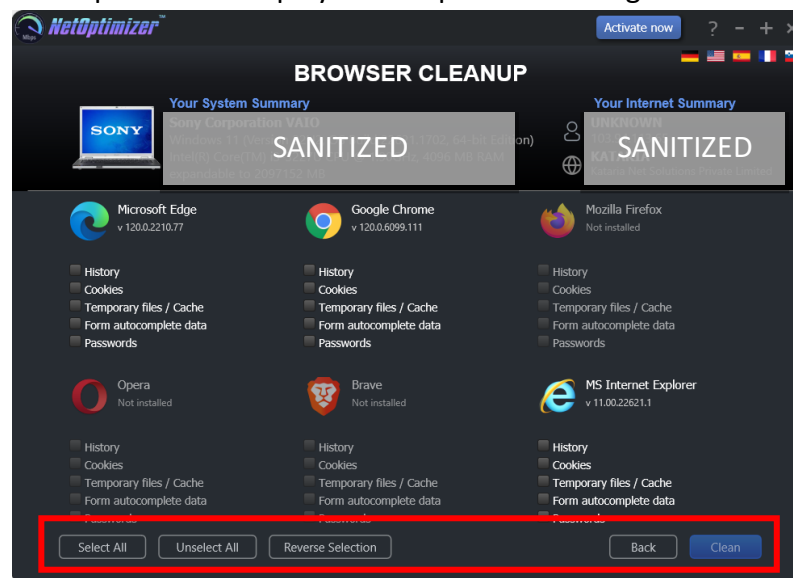 NetOptimizer™
Activate now
?
BROWSER CLEANUP
Your System Summary
Your Internet Summary
SONY
Sony Corporation VAIO
SANITIZED
UNKNOWN
SANITIZED
Microsoft Edge
v 120.0.2210.77
Google Chrome
v 120.0.6099.111
Mozilla Firefox
Not installed
History
Cookies
Temporary files / Cache
Form autocomplete data
Passwords
History
Cookies
Temporary files / Cache
Form autocomplete data
Passwords
History
Cookies
Temporary files / Cache
Form autocomplete data
Passwords
Opera
Not installed
Brave
Not installed
MS Internet Explorer
v 11.00.22621.1
History
Cookies
Temporary files / Cache
Form autocomplete data
History
Cookies
Temporary files / Cache
Form autocomplete data
History
Cookies
Temporary files / Cache
Form autocomplete data
Select All
Unselect All
Reverse Selection
Back
Clean